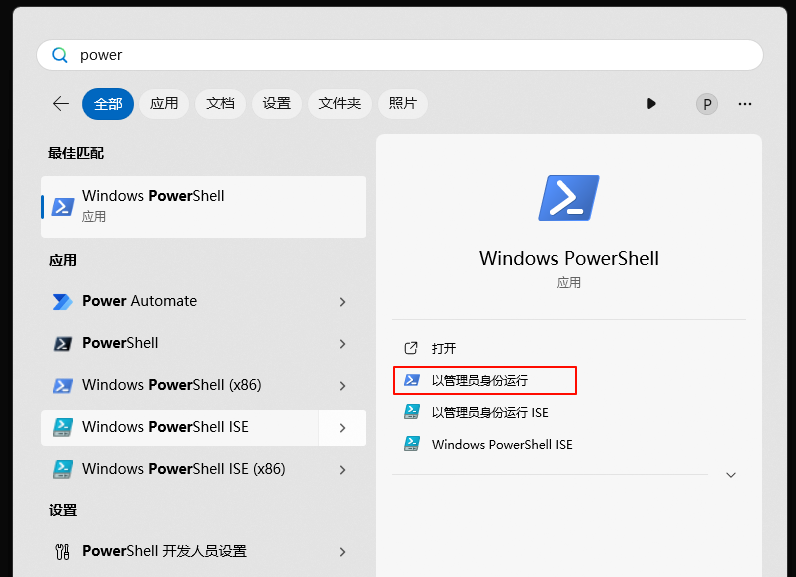 power
全部 应用 文档 设置 文件夹 照片 P
最佳匹配
Windows PowerShell
应用
应用
Power Automate
PowerShell
Windows PowerShell (x86)
Windows PowerShell ISE
Windows PowerShell ISE (x86)
设置
PowerShell 开发人员设置
Windows PowerShell
应用
打开
以管理员身份运行
以管理员身份运行 ISE
Windows PowerShell ISE